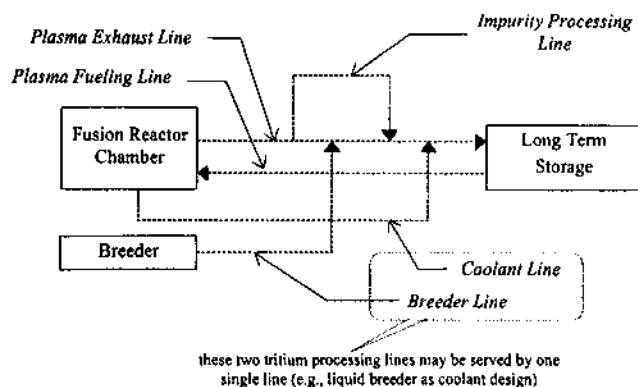 Plasma Exhaust Line
Impurity Processing
Line
Plasma Fueling Line
Fusion Reactor
Chamber
Long Term
Storage
Breeder
Coolant Line
Breeder Line
these two tritium processing lines may be served by one
single line (e.g., liquid breeder as coolant design)